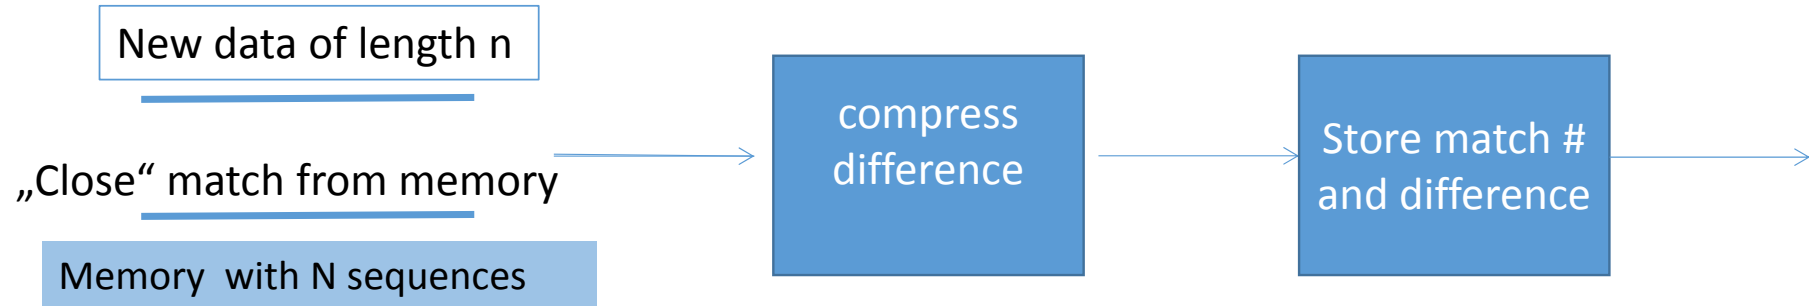 New data of length n
„Close“ match from memory
Memory with N sequences
compress
difference
Store match #
and difference